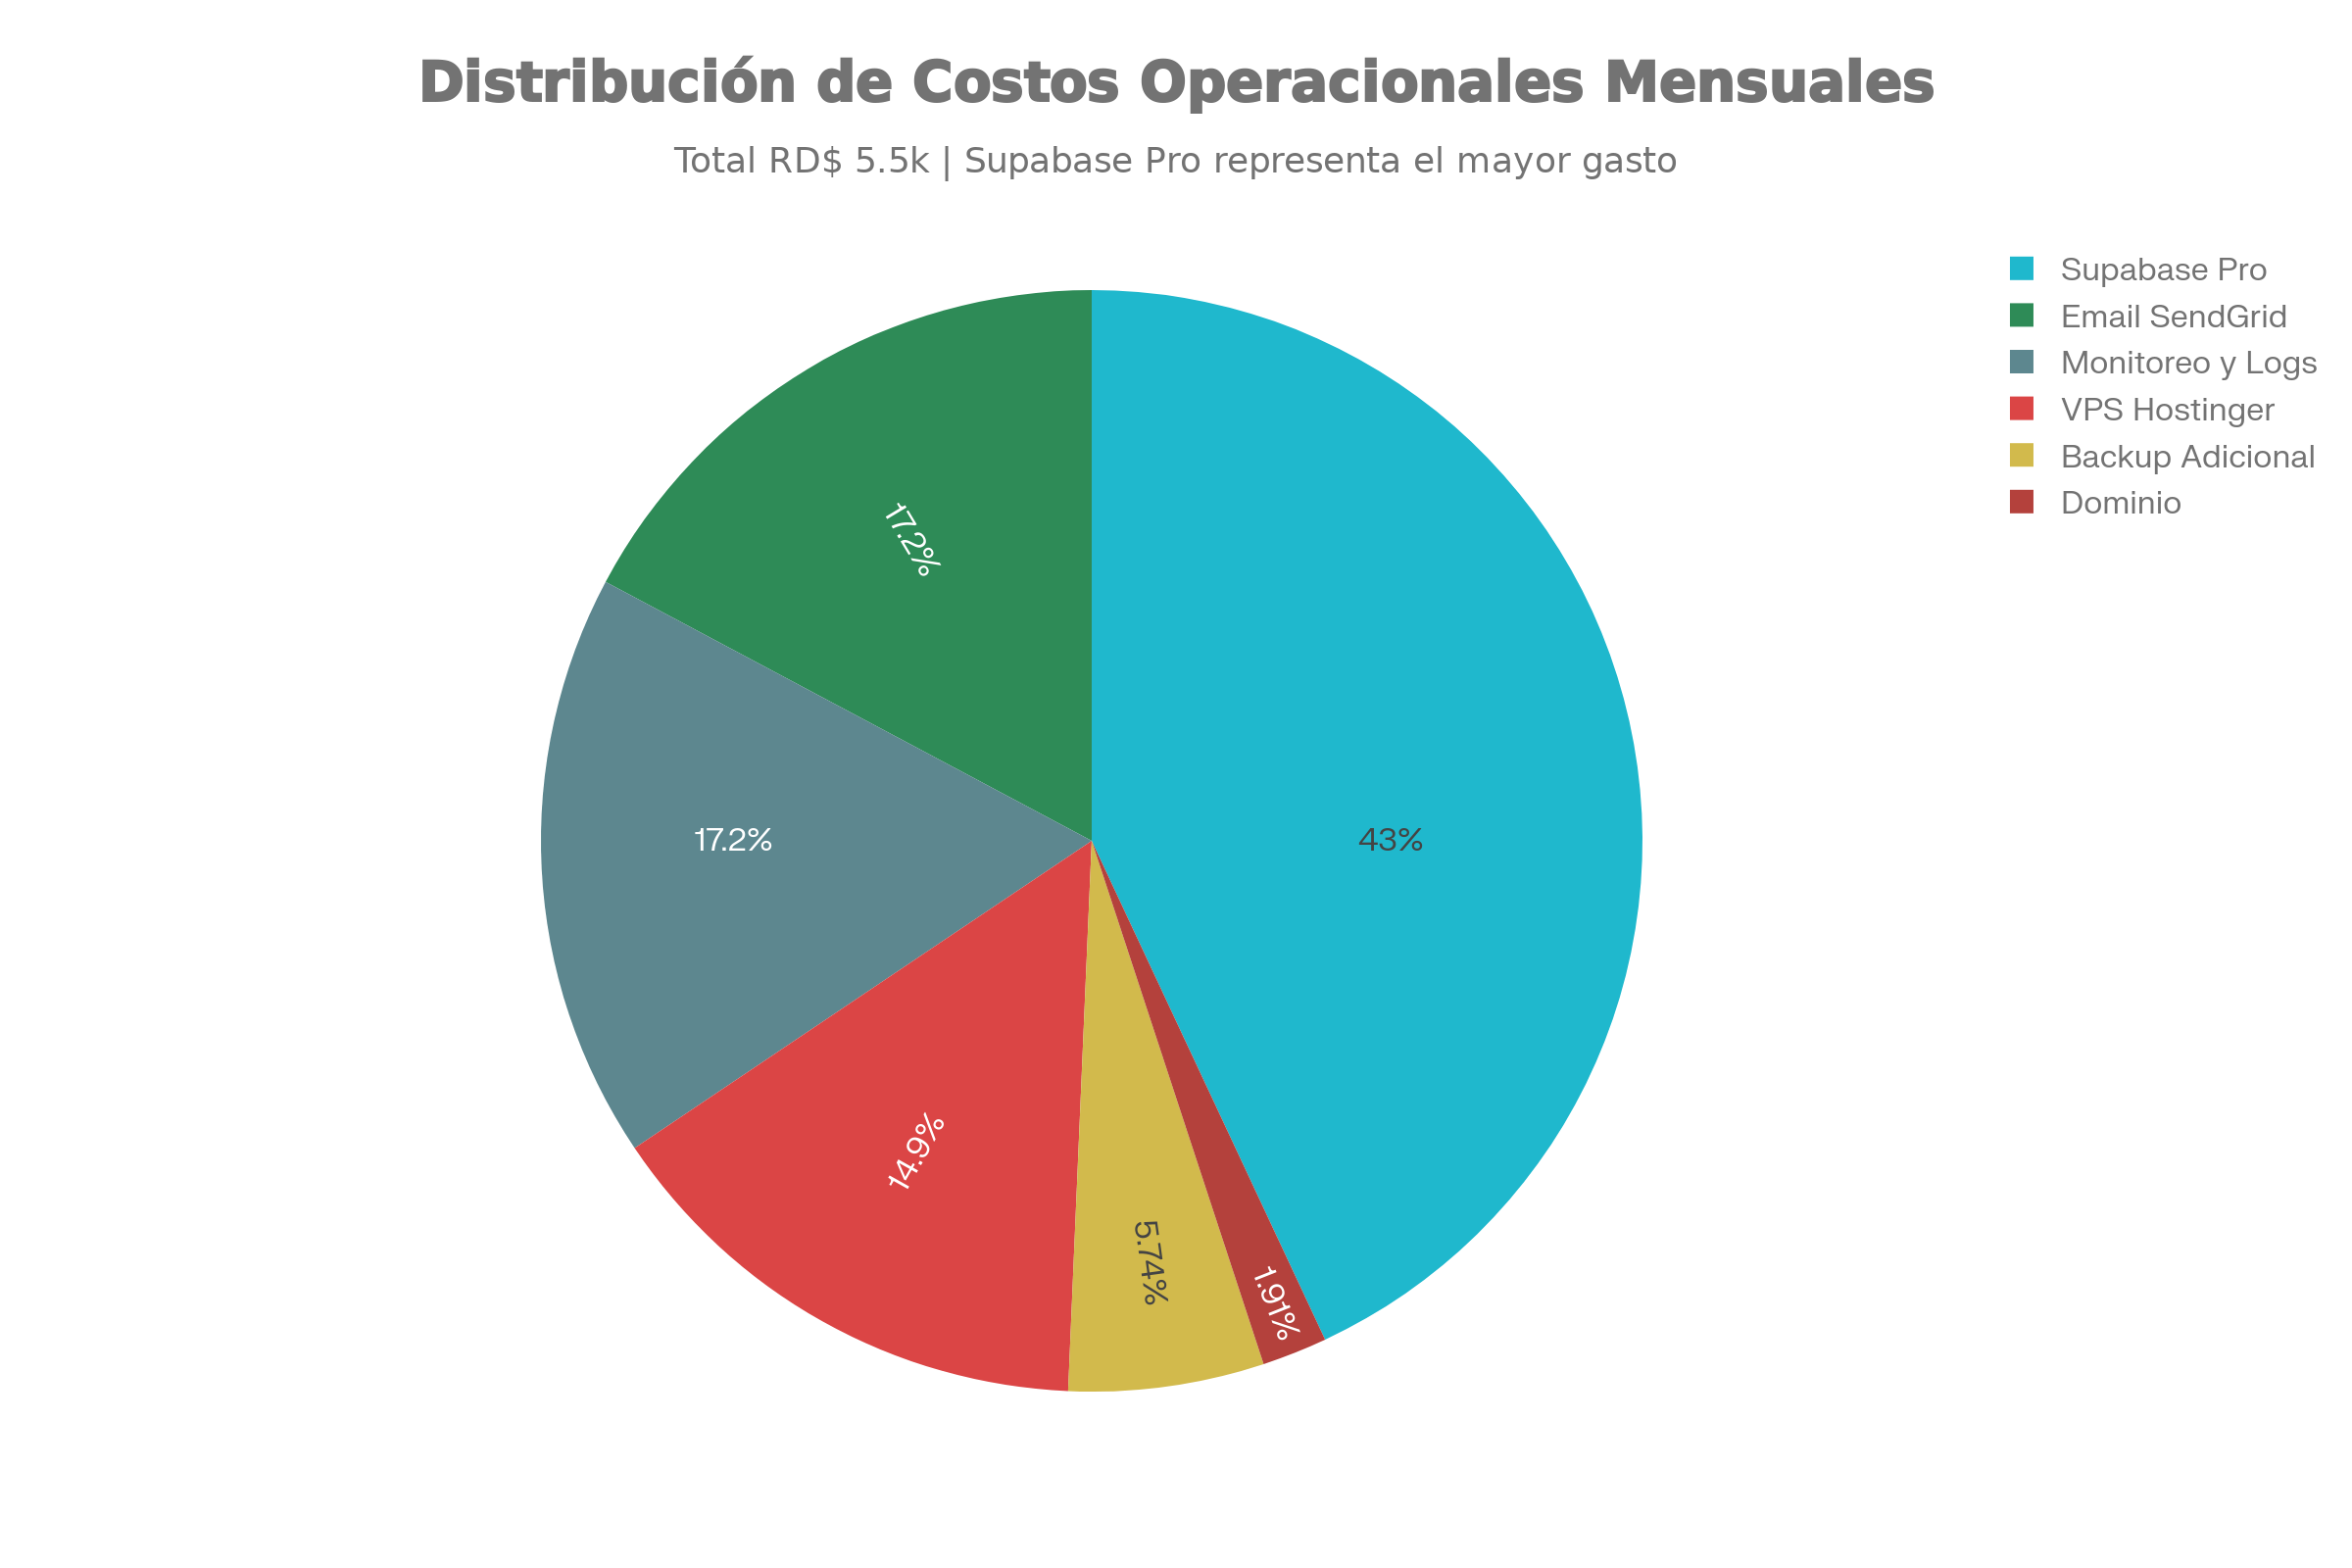 Distribución de Costos Operacionales Mensuales
Total RD$ 5.5k | Supabase Pro representa el mayor gasto
Supabase Pro
Email SendGrid
Monitoreo y Logs
VPS Hostinger
Backup Adicional
Dominio
17.2%
17.2%
43%
14.9%
5.74%
1.91%